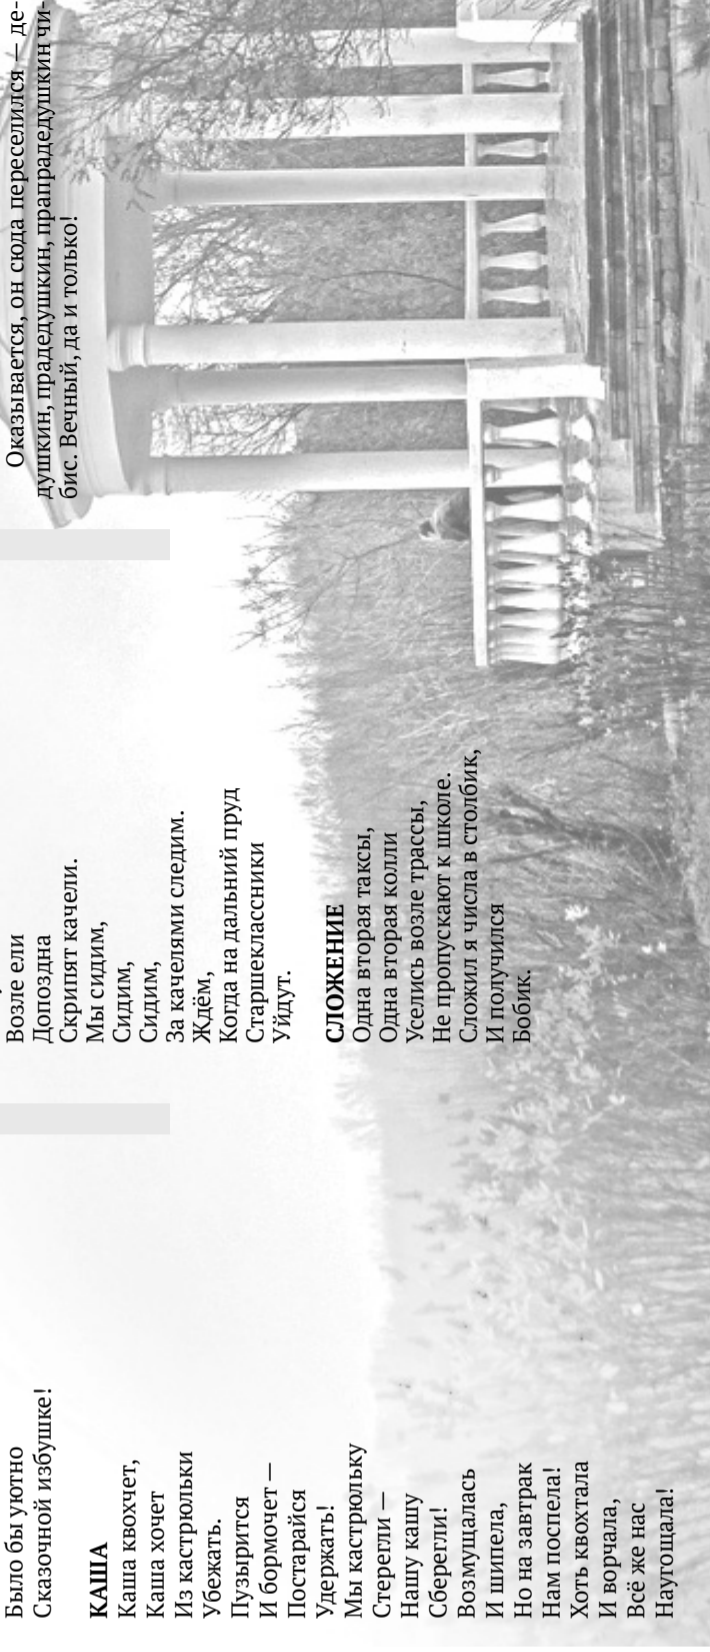 Было бы уютно
Сказочной избушке!
КАША
Каша квохчет,
Каша хочет
Из кастрюльки
Убежать.
Пузырится
И бормочет —
Постарайся
Удержать!
Мы кастрюльку
Стерегли —
Нашу кашу
Сберегли!
Возмущалась
И шипела,
Но на завтрак
Нам поспела!
Хоть квохтала
И ворчала,
Всё же нас
Наугощала!
Возле ели
Допоздна
Скрипят качели.
Мы сидим,
Сидим,
Сидим,
За качелями следим.
Ждём,
Когда на дальний пруд
Старшеклассники
Уйдут.
СЛОЖЕНИЕ
Одна вторая таксы,
Одна вторая колли
Уселись возле трассы,
Не пропускают к школе.
Сложил я числа в столбик,
И получился
Бобик.
Оказывается, он сюда переселился — де-
душкин, прадедушкин, прапрадедушкин чи-
бис. Вечный, да и только!